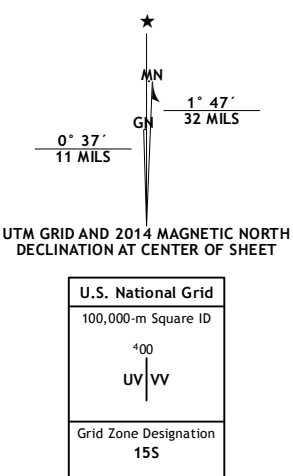 ★
MN
GN
1° 47´
32 MILS
0° 37´
11 MILS
UTM GRID AND 2014 MAGNETIC NORTH
DECLINATION AT CENTER OF SHEET
U.S. National Grid
100,000-m Square ID
⁴00
UV VV
Grid Zone Designation
15S